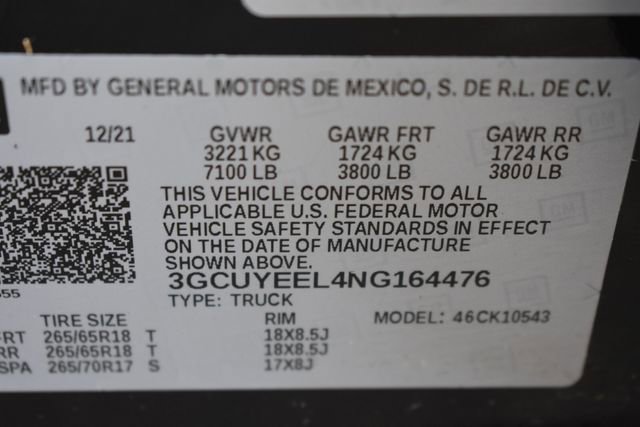 MFD BY GENERAL MOTORS DE MEXICO, S. DE R.L. DE C.V.
12/21 GVWR GAWR FRT GAWR RR
3221 KG 1724 KG 1724 KG
7100 LB 3800 LB 3800 LB
THIS VEHICLE CONFORMS TO ALL
APPLICABLE U.S. FEDERAL MOTOR
VEHICLE SAFETY STANDARDS IN EFFECT
ON THE DATE OF MANUFACTURE
SHOWN ABOVE.
3GCUYEEL4NG164476
TYPE: TRUCK
TIRE SIZE RIM MODEL: 46CK10543
FRT 265/65R18 T 18X8.5J
RR 265/65R18 T 18X8.5J
SPA 265/70R17 S 17X8J